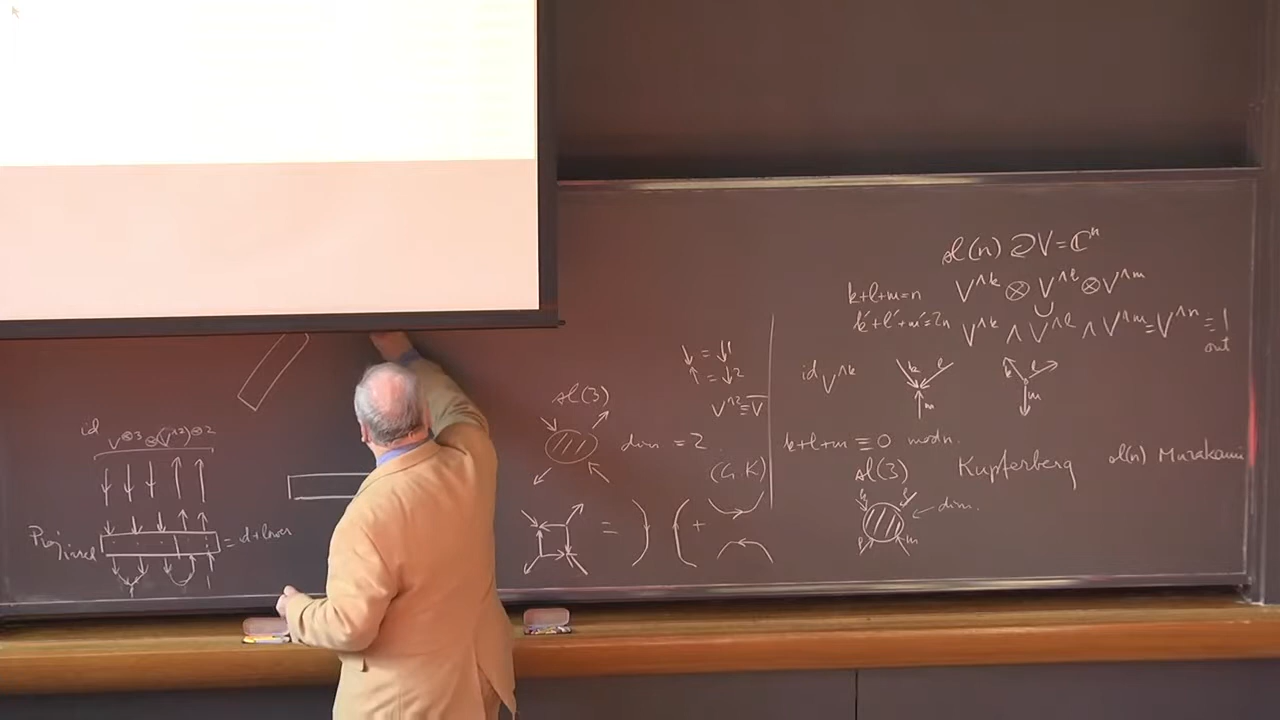 id V⊗3⊗(V∧2)⊗2
Proj irred = id + lower
sl(3)
dim = 2
↓ = ↓1
↑ = ↓2
V∧2 ≡ V̅
(G.K)
= +
sl(n) V = ℂn
k+l+m=n V∧k ⊗ V∧l ⊗ V∧m
k'+l'+m'=2n V∧k ∧ V∧l ∧ V∧m ≡ V∧n ≡ 1
out
id V∧k k l m k l m
k+l+m ≡ 0 mod n.
sl(3) Kupferberg sl(n) Murakami
← dim.
l m